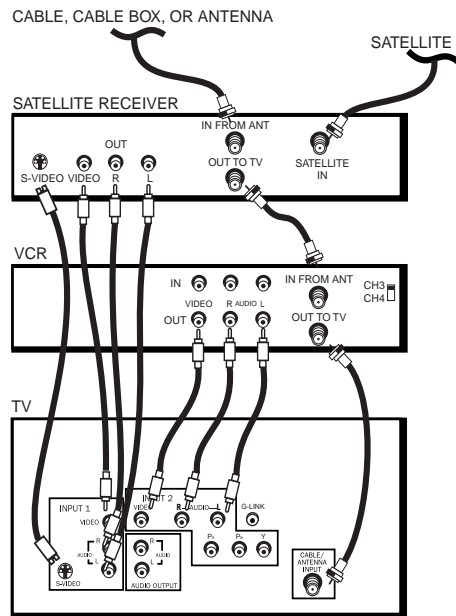 CABLE, CABLE BOX, OR ANTENNA
SATELLITE
SATELLITE RECEIVER
OUT
IN FROM ANT
S-VIDEO VIDEO R L
OUT TO TV
SATELLITE
IN
VCR
IN
IN FROM ANT
CH3
CH4
VIDEO R AUDIO L
OUT
OUT TO TV
TV
INPUT 1
INPUT 2
VIDEO R AUDIO L G-LINK
VIDEO
R
AUDIO
L
S-VIDEO
R
AUDIO
L
AUDIO OUTPUT
Y
CABLE/
ANTENNA
INPUT